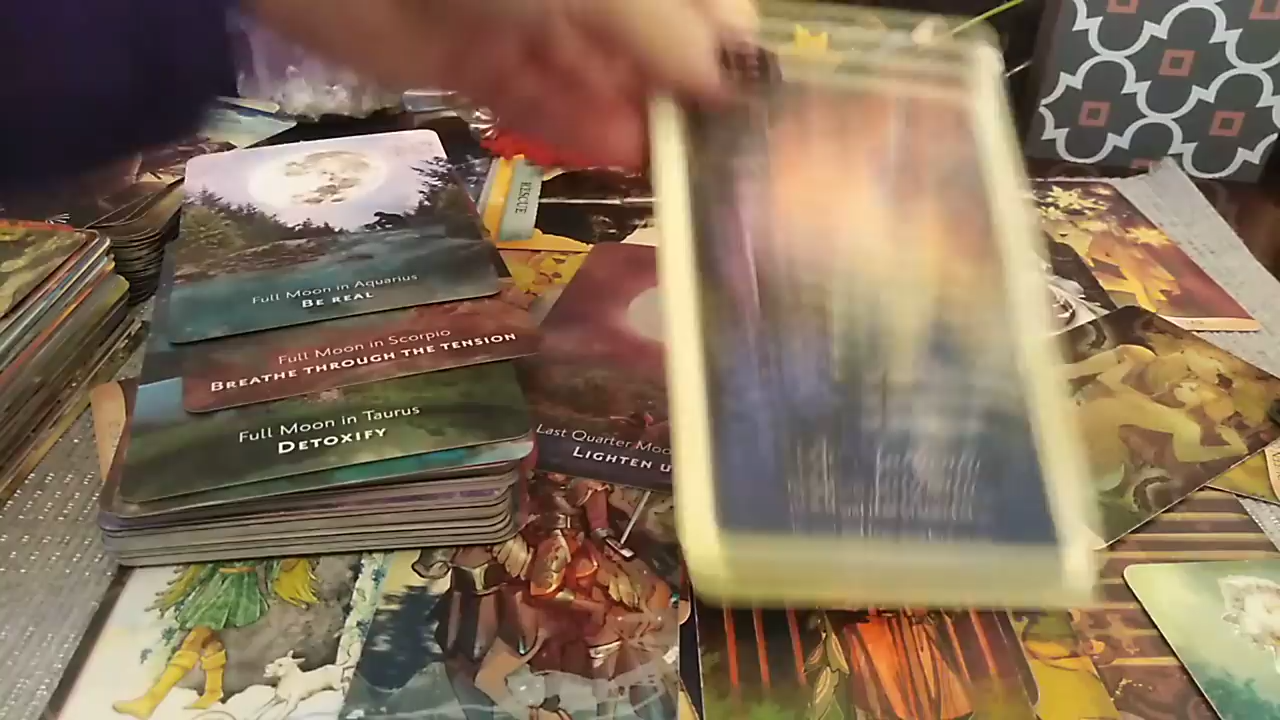 RESCUE
Full Moon in Aquarius
BE REAL
Full Moon in Scorpio
BREATHE THROUGH THE TENSION
Full Moon in Taurus
DETOXIFY
Last Quarter
LIGHTEN